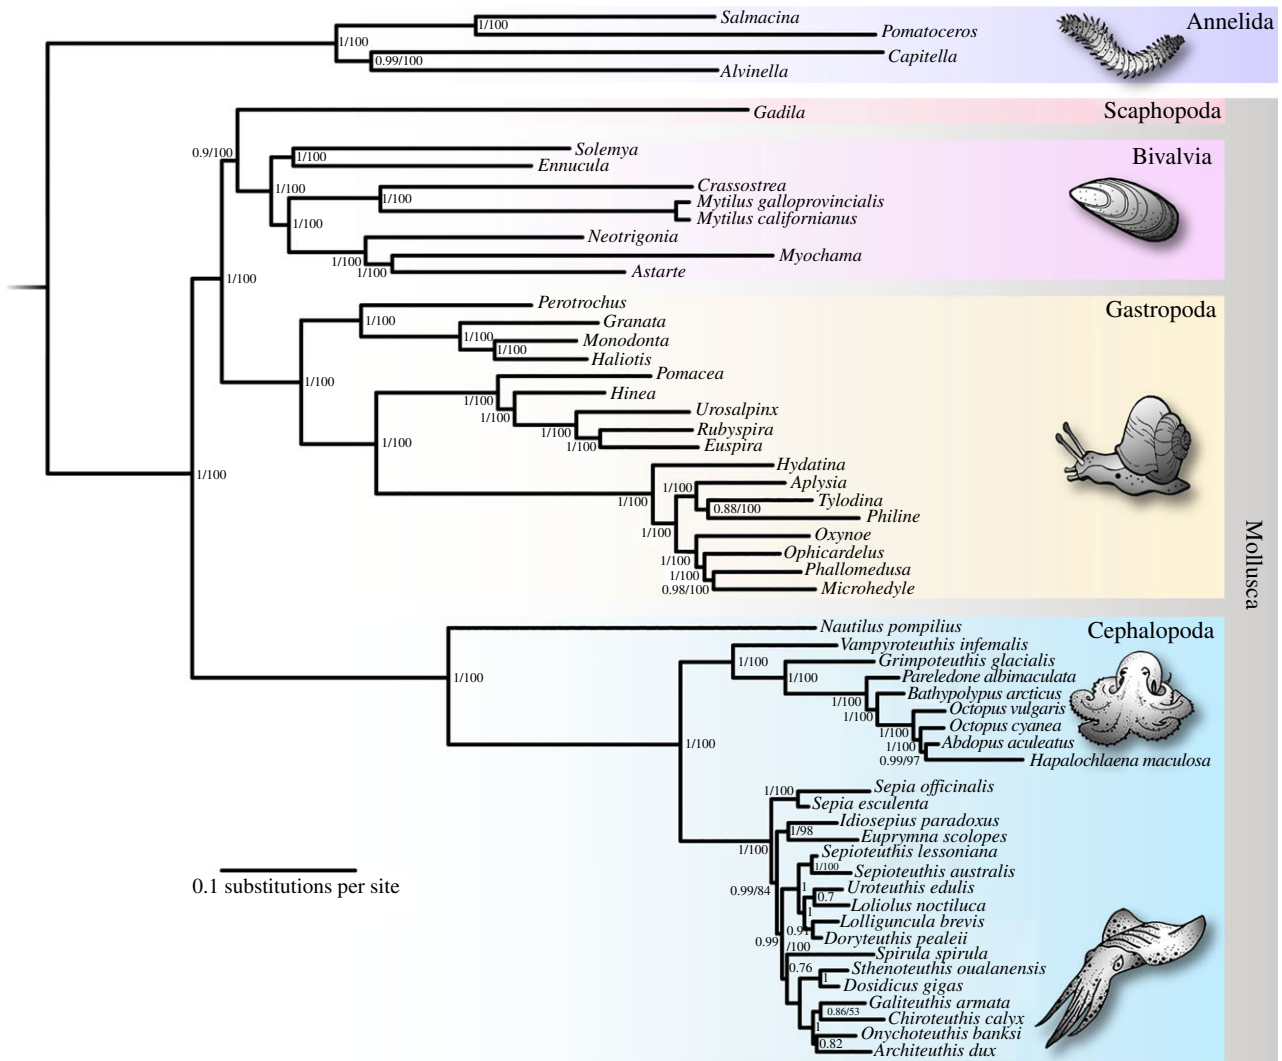 Salmacina
1/100
Pomatoceros
Annelida
1/100
Capitella
0.99/100
Alvinella
Scaphopoda
Gadila
0.9/100
Bivalvia
Solemya
1/100
Ennucula
1/100
Crassostrea
1/100
Mytilus galloprovincialis
Mytilus californianus
1/100
Neotrigonia
1/100
Myochama
1/100
Astarte
1/100
Gastropoda
Perotrochus
1/100
Granata
1/100
Monodonta
1/100
Haliotis
1/100
Pomacea
1/100
Hinea
1/100
Urosalpinx
1/100
Rubyspira
1/100
Euspira
1/100
Hydatina
1/100
Aplysia
1/100
Tylodina
0.88/100
Philine
1/100
Oxynoe
1/100
Ophicardelus
1/100
Phallomedusa
0.98/100
Microhedyle
1/100
Mollusca
Cephalopoda
Nautilus pompilius
1/100
Vampyroteuthis infernalis
1/100
Grimpoteuthis glacialis
1/100
Pareledone albimaculata
1/100
Bathypolypus arcticus
1/100
Octopus vulgaris
1/100
Octopus cyanea
1/100
Abdopus aculeatus
0.99/97
Hapalochlaena maculosa
1/100
Sepia officinalis
1/100
Sepia esculenta
Idiosepius paradoxus
1/98
Euprymna scolopes
1/100
Sepioteuthis lessoniana
1/100
Sepioteuthis australis
0.99/84
1
Uroteuthis edulis
0.7
Loliolus noctiluca
1
Lolliguncula brevis
0.91
Doryteuthis pealeii
0.99
/100
Spirula spirula
0.76
Sthenoteuthis oualanensis
1
Dosidicus gigas
Galiteuthis armata
0.86/53
Chiroteuthis calyx
1
Onychoteuthis banksi
0.82
Architeuthis dux
0.1 substitutions per site